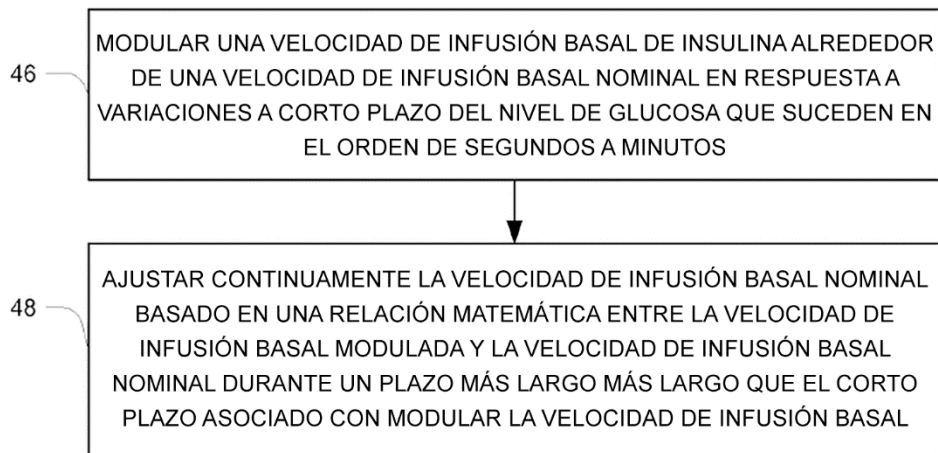 MODULAR UNA VELOCIDAD DE INFUSIÓN BASAL DE INSULINA ALREDEDOR
46
DE UNA VELOCIDAD DE INFUSIÓN BASAL NOMINAL EN RESPUESTA A
VARIACIONES A CORTO PLAZO DEL NIVEL DE GLUCOSA QUE SUCEDEN EN
EL ORDEN DE SEGUNDOS A MINUTOS
AJUSTAR CONTINUAMENTE LA VELOCIDAD DE INFUSIÓN BASAL NOMINAL
48
BASADO EN UNA RELACIÓN MATEMÁTICA ENTRE LA VELOCIDAD DE
INFUSIÓN BASAL MODULADA Y LA VELOCIDAD DE INFUSIÓN BASAL
NOMINAL DURANTE UN PLAZO MÁS LARGO MÁS LARGO QUE EL CORTO
PLAZO ASOCIADO CON MODULAR LA VELOCIDAD DE INFUSIÓN BASAL